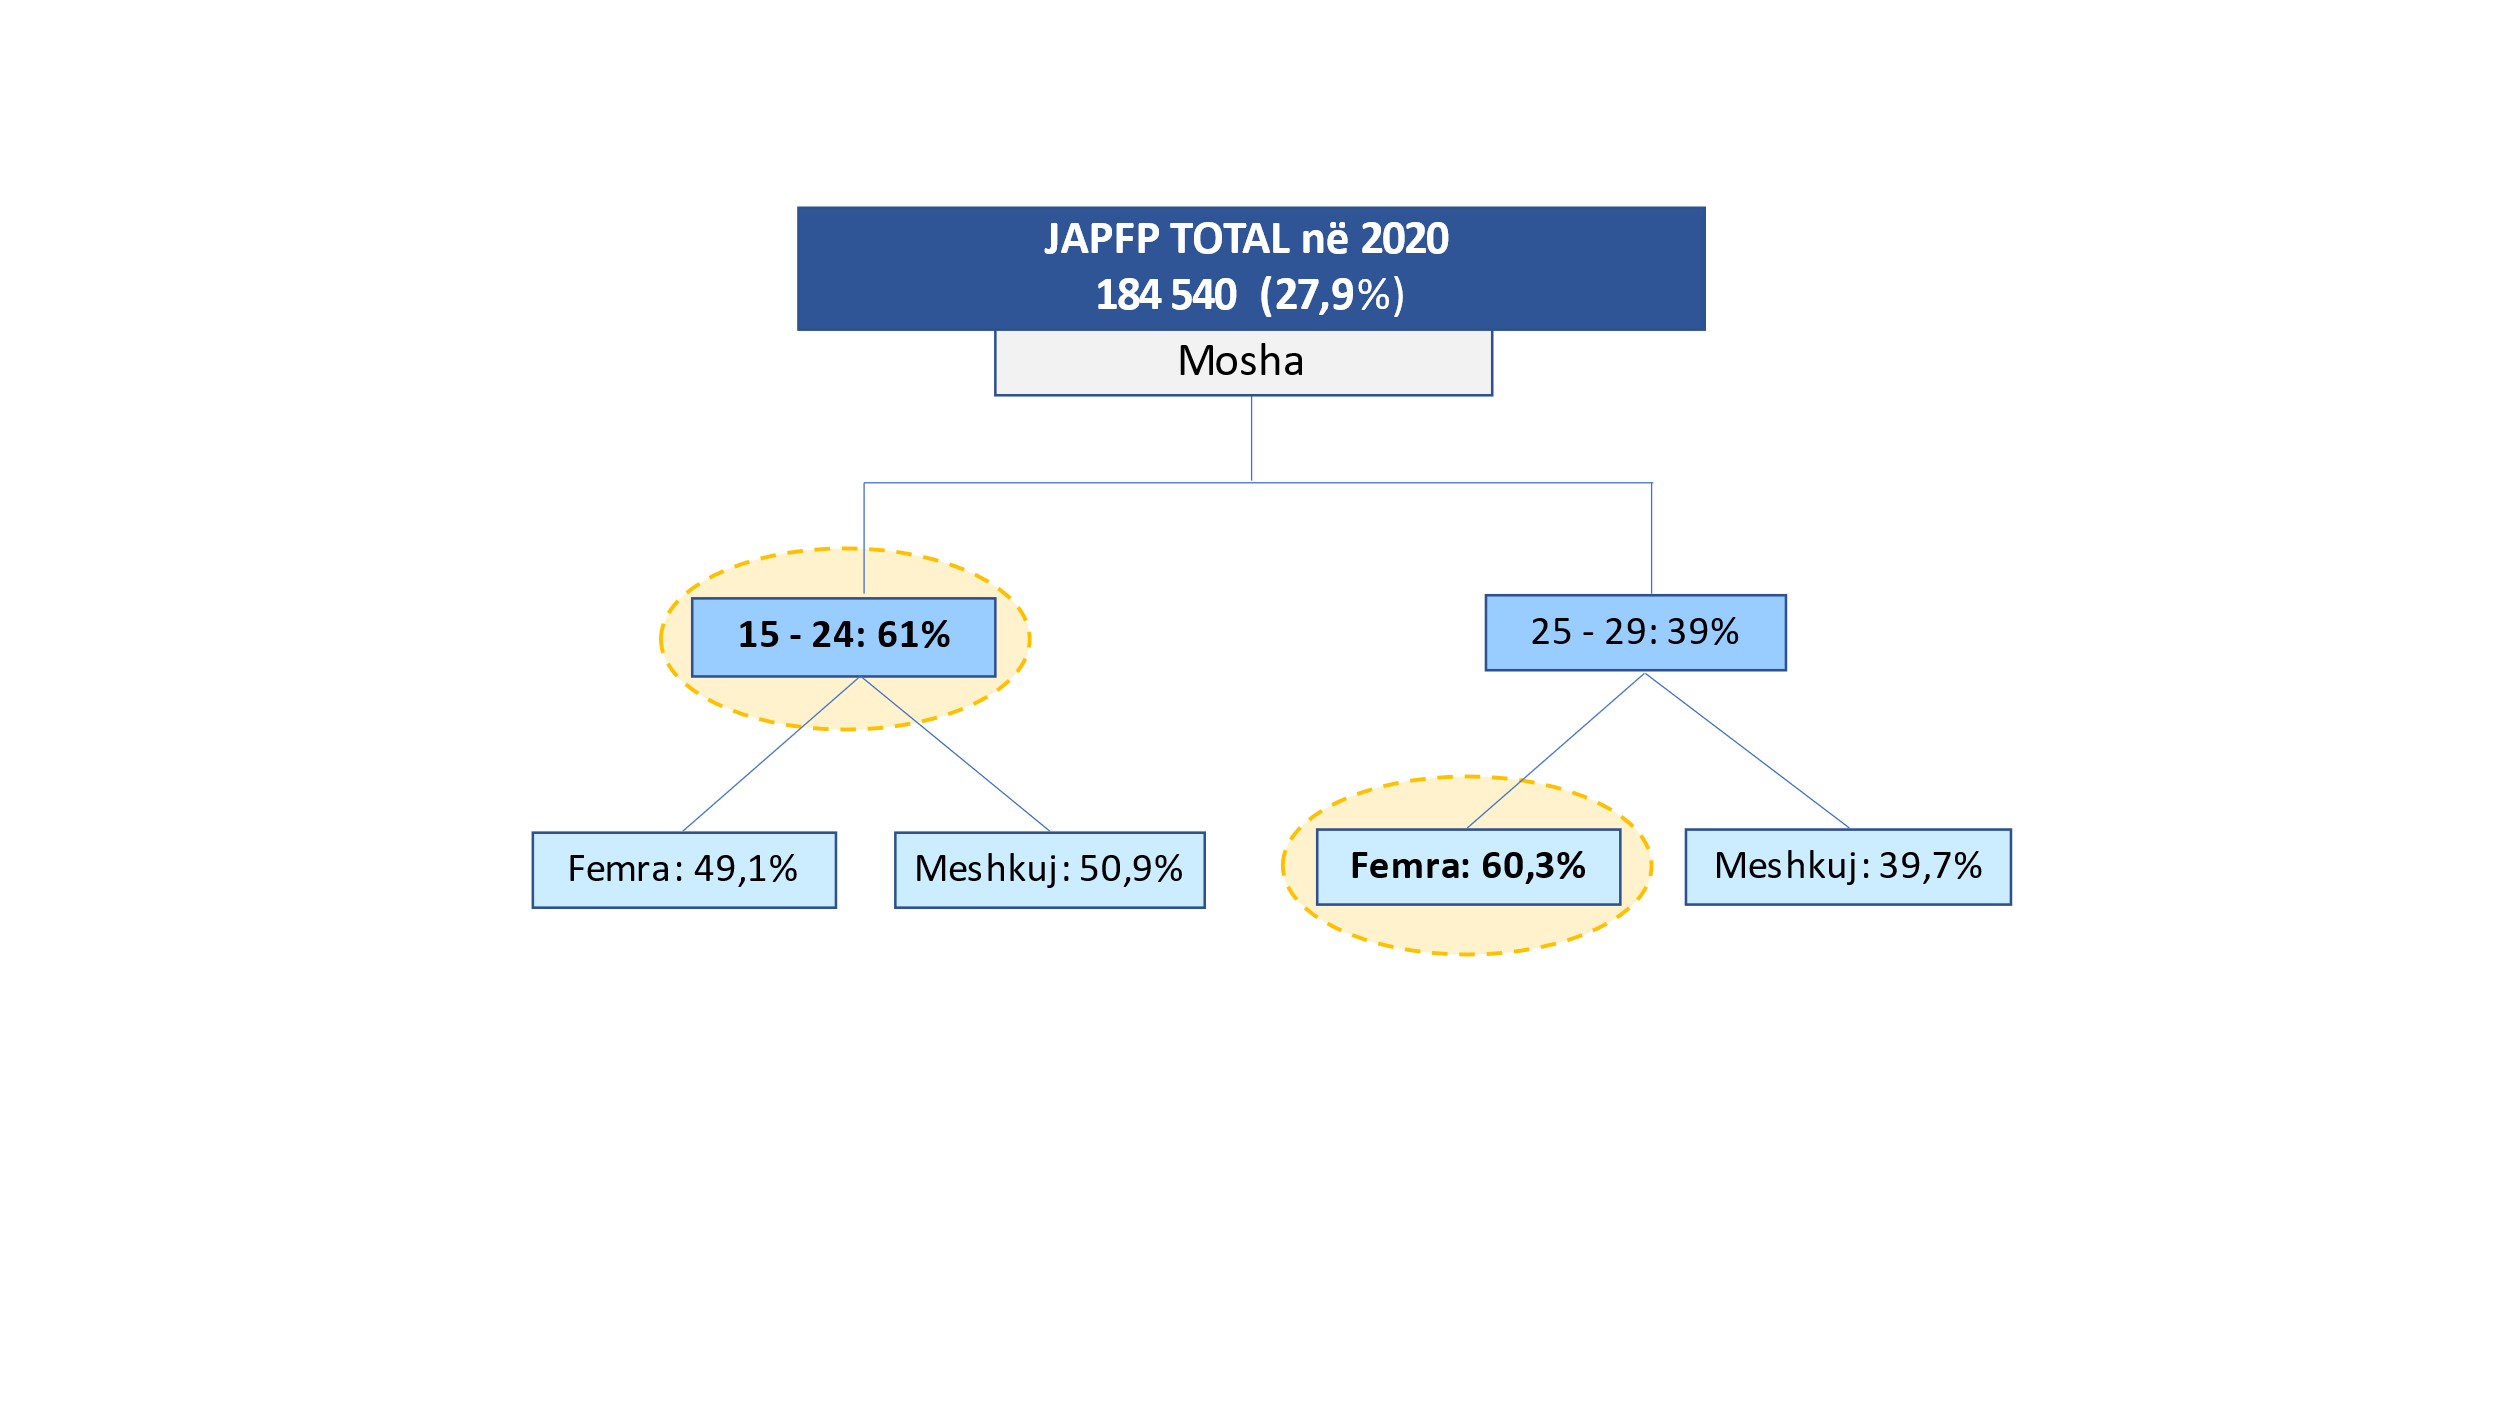 JAPFP TOTAL në 2020
184 540 (27,9%)
Mosha
15 - 24: 61%
25 - 29: 39%
Femra: 49,1%
Meshkuj: 50,9%
Femra: 60,3%
Meshkuj: 39,7%